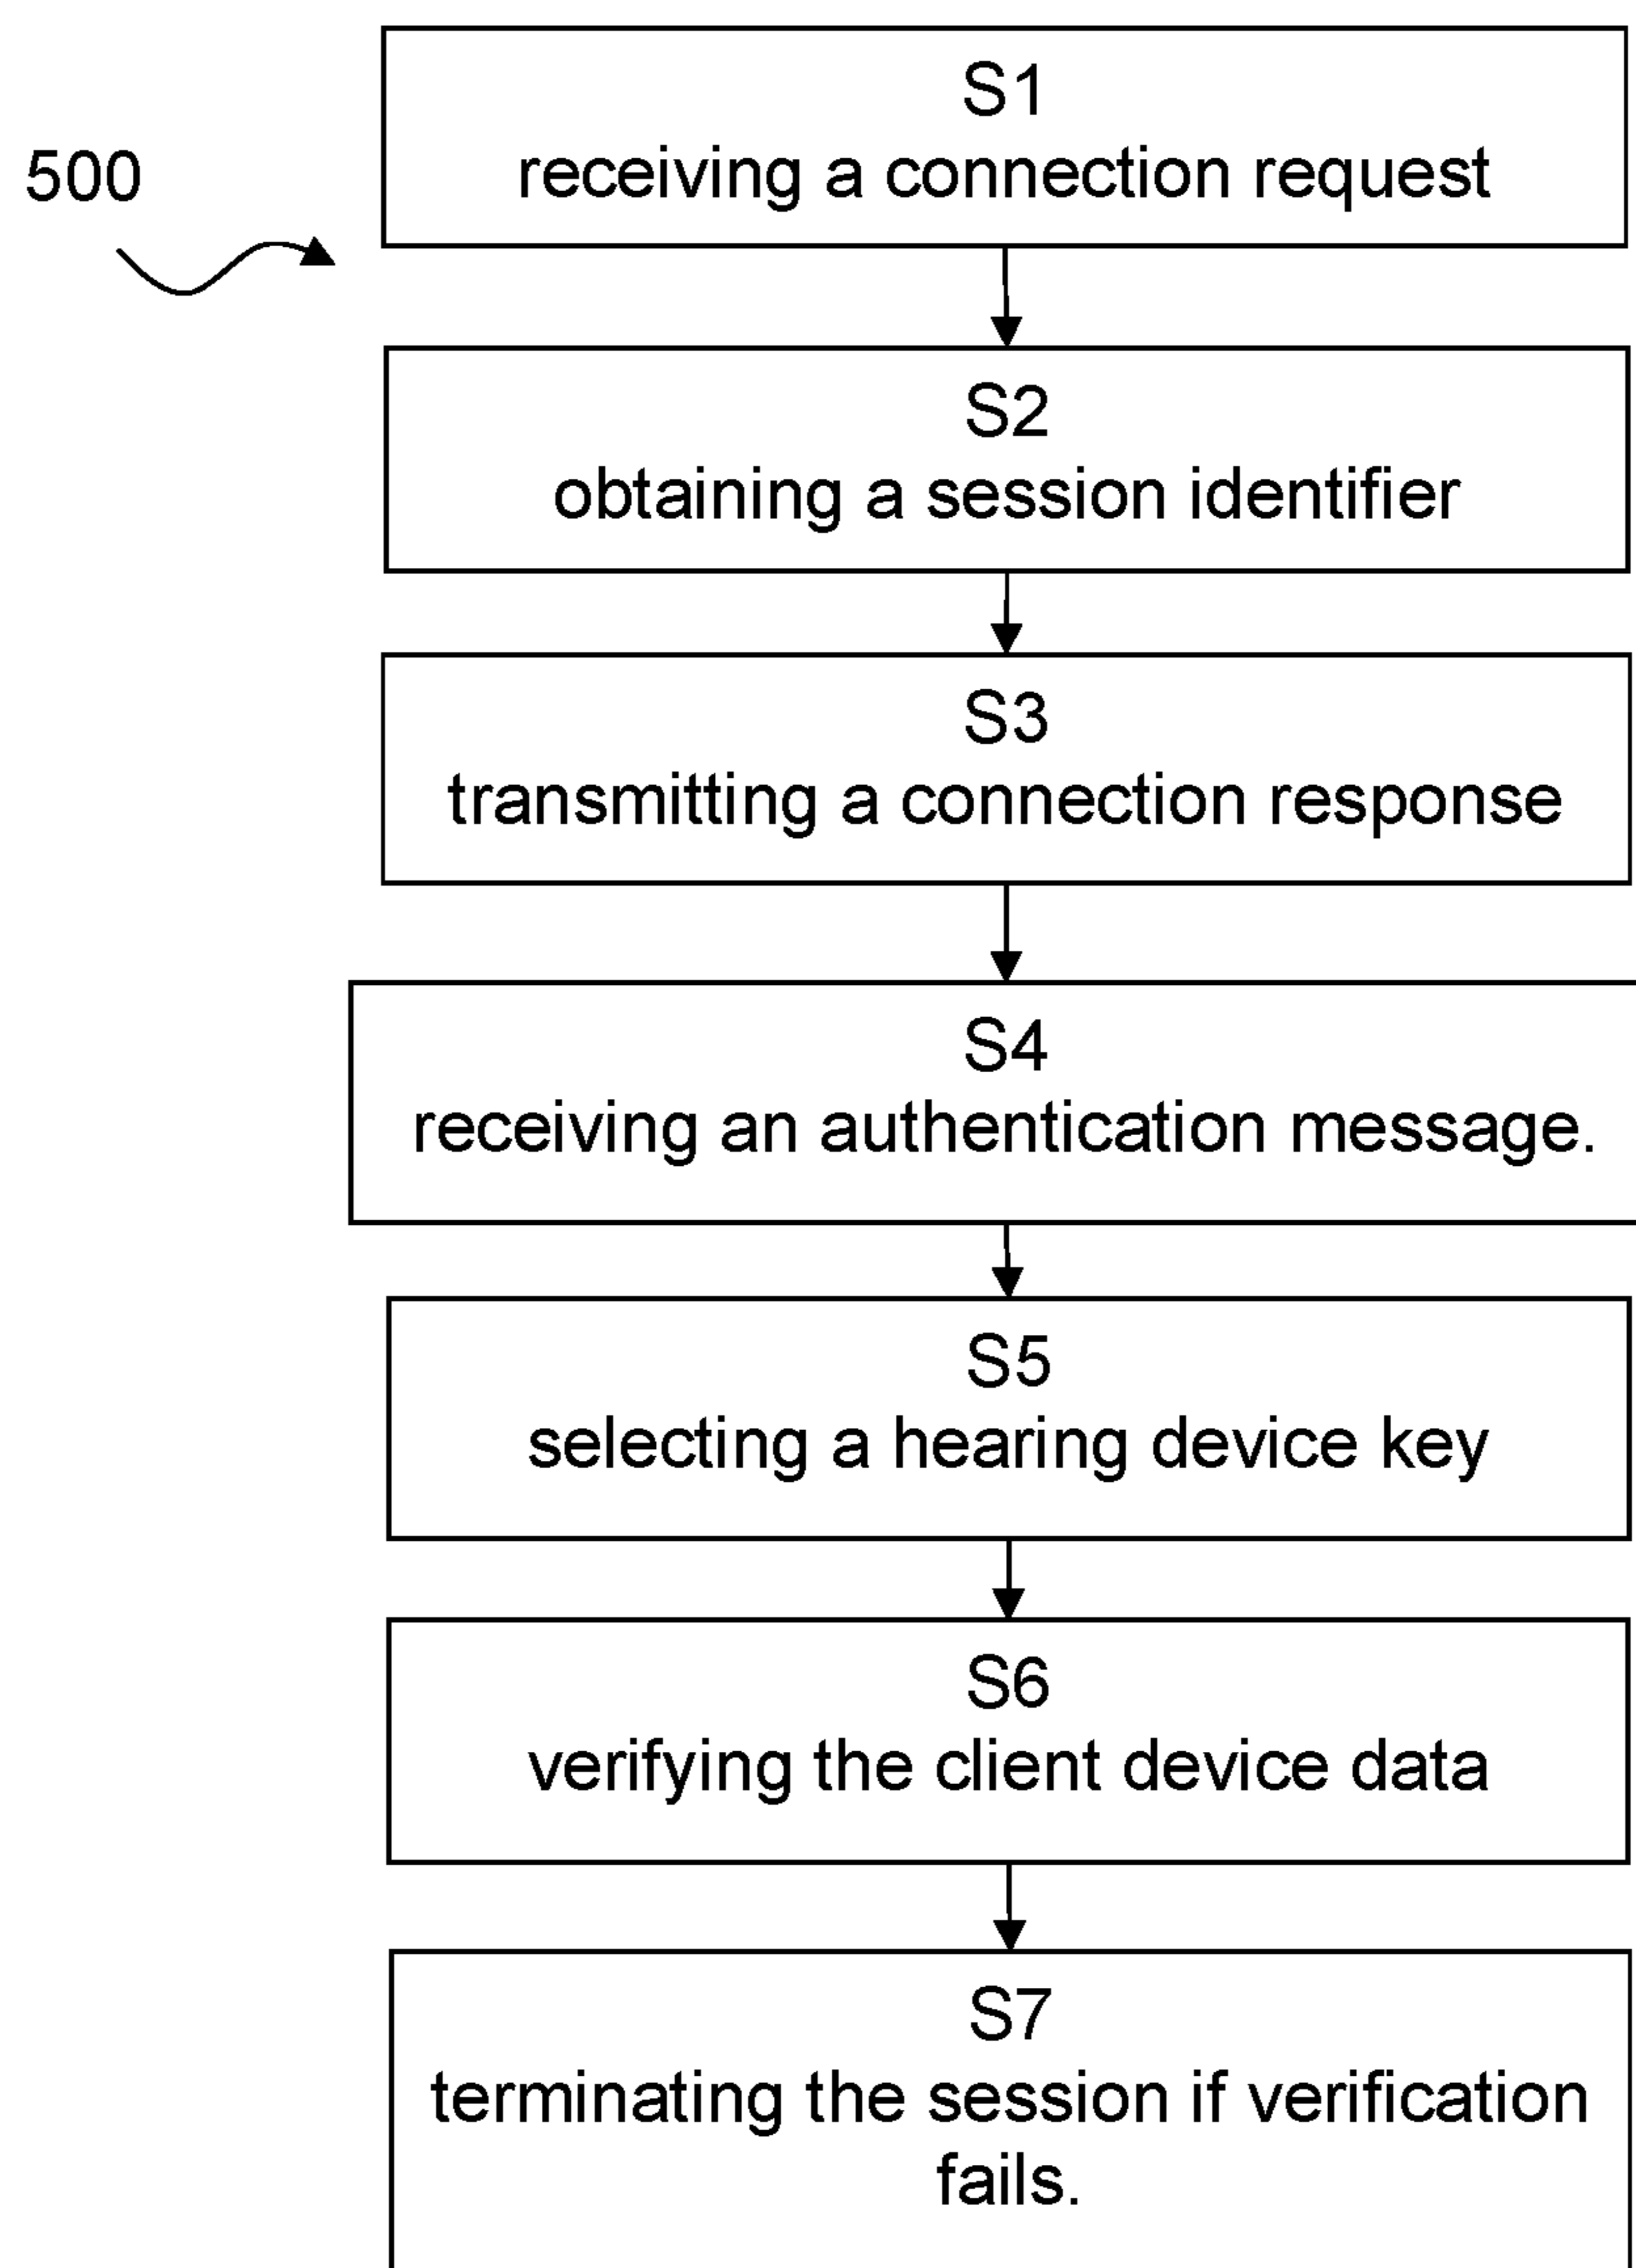 500
S1
receiving a connection request
S2
obtaining a session identifier
S3
transmitting a connection response
S4
receiving an authentication message.
S5
selecting a hearing device key
S6
verifying the client device data
S7
terminating the session if verification
fails.